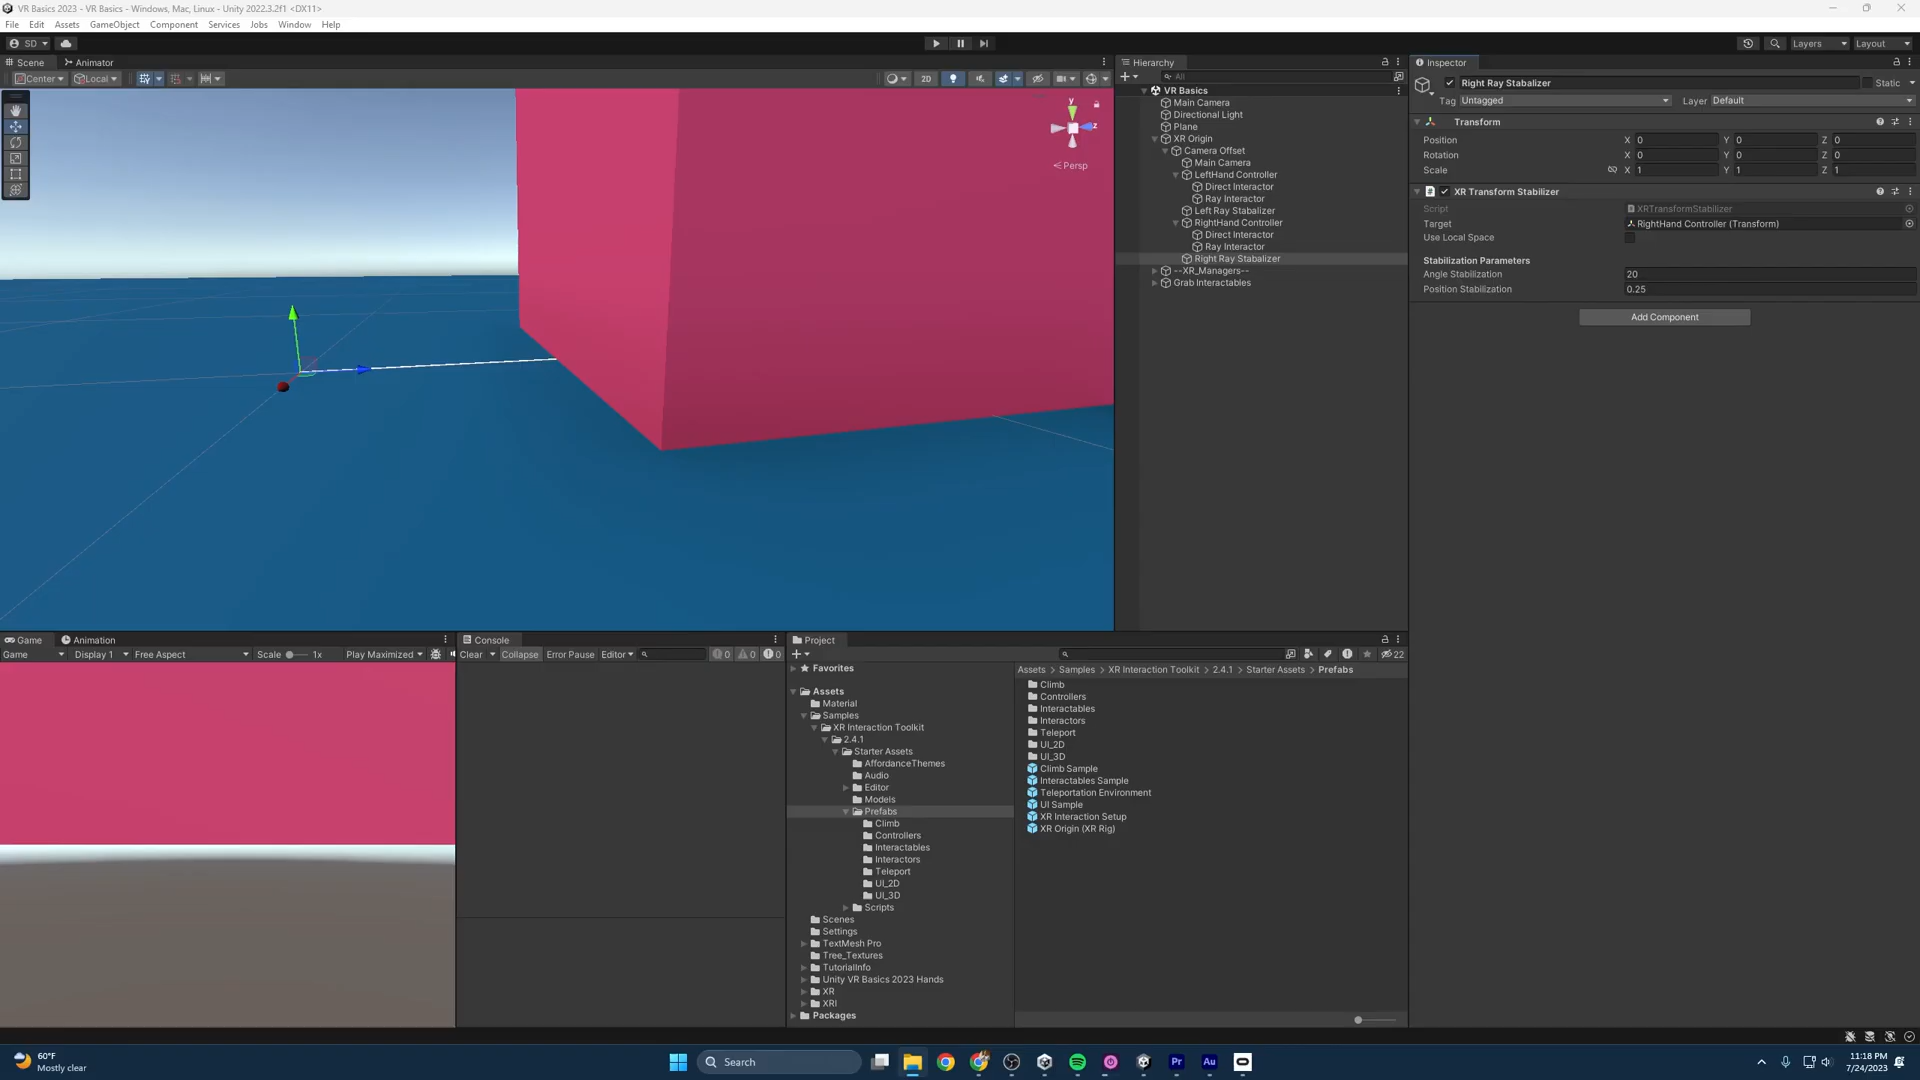 VR Basics 2023 - VR Basics - Windows, Mac, Linux - Unity 2022.3.2f1 <DX11>
File Edit Assets GameObject Component Services Jobs Window Help
SD Layers Layout
Scene Animator
Center Local 2D
y
z
Persp
Hierarchy
All
VR Basics
Main Camera
Directional Light
Plane
XR Origin
Camera Offset
Main Camera
LeftHand Controller
Direct Interactor
Ray Interactor
Left Ray Stabalizer
RightHand Controller
Direct Interactor
Ray Interactor
Right Ray Stabalizer
--XR_Managers--
Grab Interactables
Inspector
Right Ray Stabalizer Static
Tag Untagged Layer Default
Transform
Position X 0 Y 0 Z 0
Rotation X 0 Y 0 Z 0
Scale X 1 Y 1 Z 1
XR Transform Stabilizer
Script XRTransformStabilizer
Target RightHand Controller (Transform)
Use Local Space
Stabilization Parameters
Angle Stabilization 20
Position Stabilization 0.25
Add Component
Game Animation
Game Display 1 Free Aspect Scale 1x Play Maximized
Console
Clear Collapse Error Pause Editor 0 0 0
Project
22
Favorites
Assets
Material
Samples
XR Interaction Toolkit
2.4.1
Starter Assets
AffordanceThemes
Audio
Editor
Models
Prefabs
Climb
Controllers
Interactables
Interactors
Teleport
UI_2D
UI_3D
Scripts
Scenes
Settings
TextMesh Pro
Tree_Textures
TutorialInfo
Unity VR Basics 2023 Hands
XR
XRI
Packages
Assets > Samples > XR Interaction Toolkit > 2.4.1 > Starter Assets > Prefabs
Climb
Controllers
Interactables
Interactors
Teleport
UI_2D
UI_3D
Climb Sample
Interactables Sample
Teleportation Environment
UI Sample
XR Interaction Setup
XR Origin (XR Rig)
60°F
Mostly clear
Search
Pr Au
11:18 PM
7/24/2023